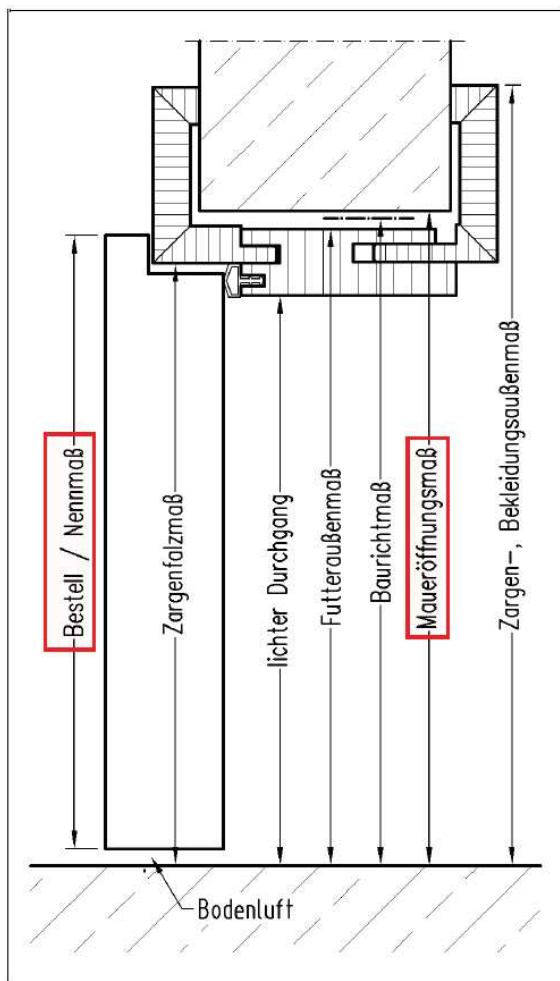 Bestell / Nennmaß
Zargenfalzmaß
lichter Durchgang
Futteraußenmaß
Baurichtmaß
Maueröffnungsmaß
Zargen-, Bekleidungsaußenmaß
Bodenluft